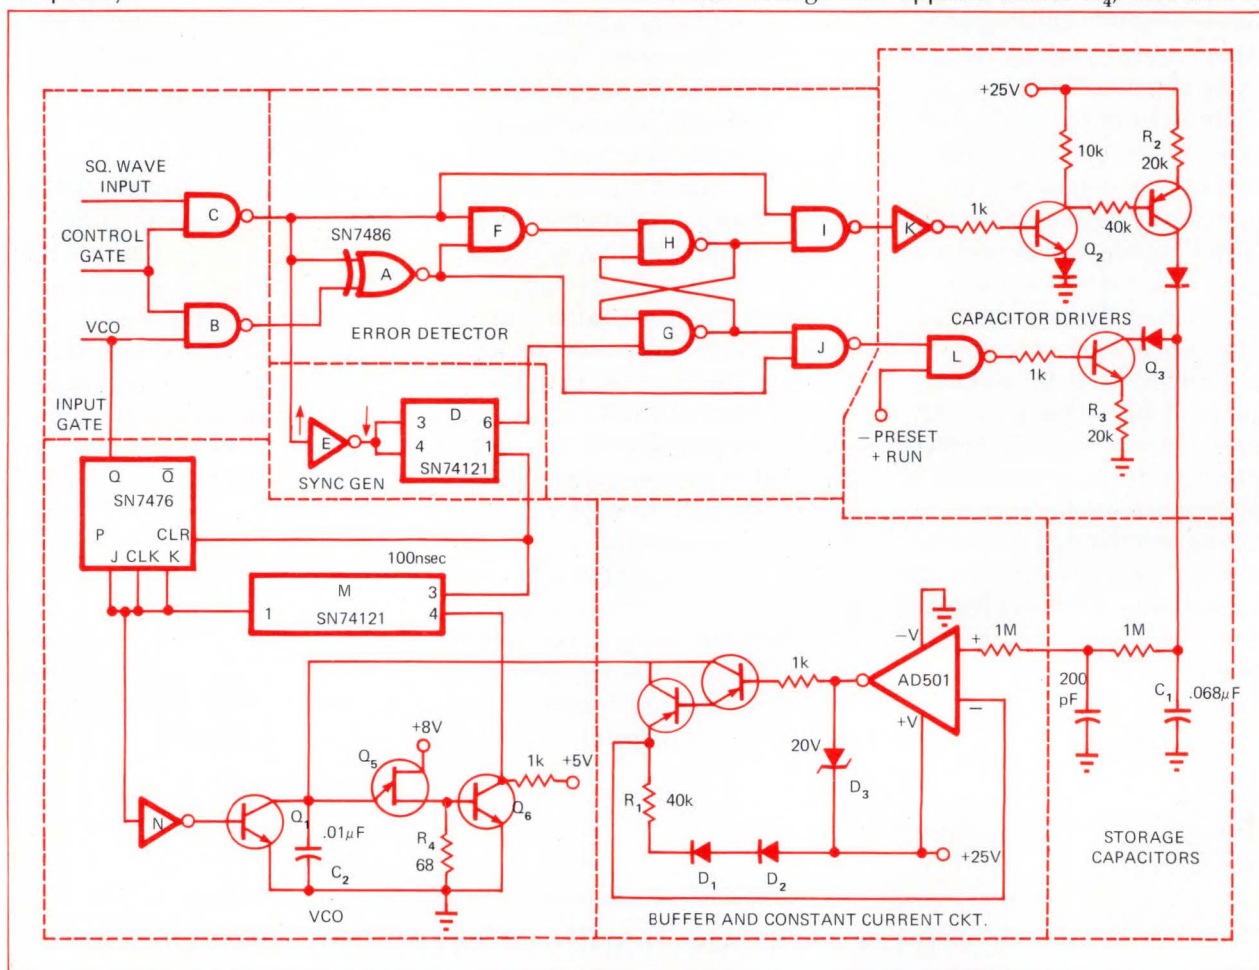 SQ. WAVE
INPUT
CONTROL
GATE
VCO
INPUT
GATE
C
B
SN7486
A
F
H
G
I
J
K
L
ERROR DETECTOR
+25V
10k
R2
20k
1k
40k
Q2
CAPACITOR DRIVERS
1k
Q3
R3
20k
− PRESET
+ RUN
E
SYNC GEN
3
D
6
4
1
SN74121
Q
Q̅
SN7476
P
CLR
J CLK K
100nsec
M
3
1
SN74121
4
N
Q1
.01μF
C2
Q5
+8V
R4
68
1k
+5V
Q6
VCO
1k
−V
AD501
+V
+
−
20V
D3
R1
40k
D1
D2
+25V
BUFFER AND CONSTANT CURRENT CKT.
1M
1M
200
pF
C1
.068μF
STORAGE
CAPACITORS